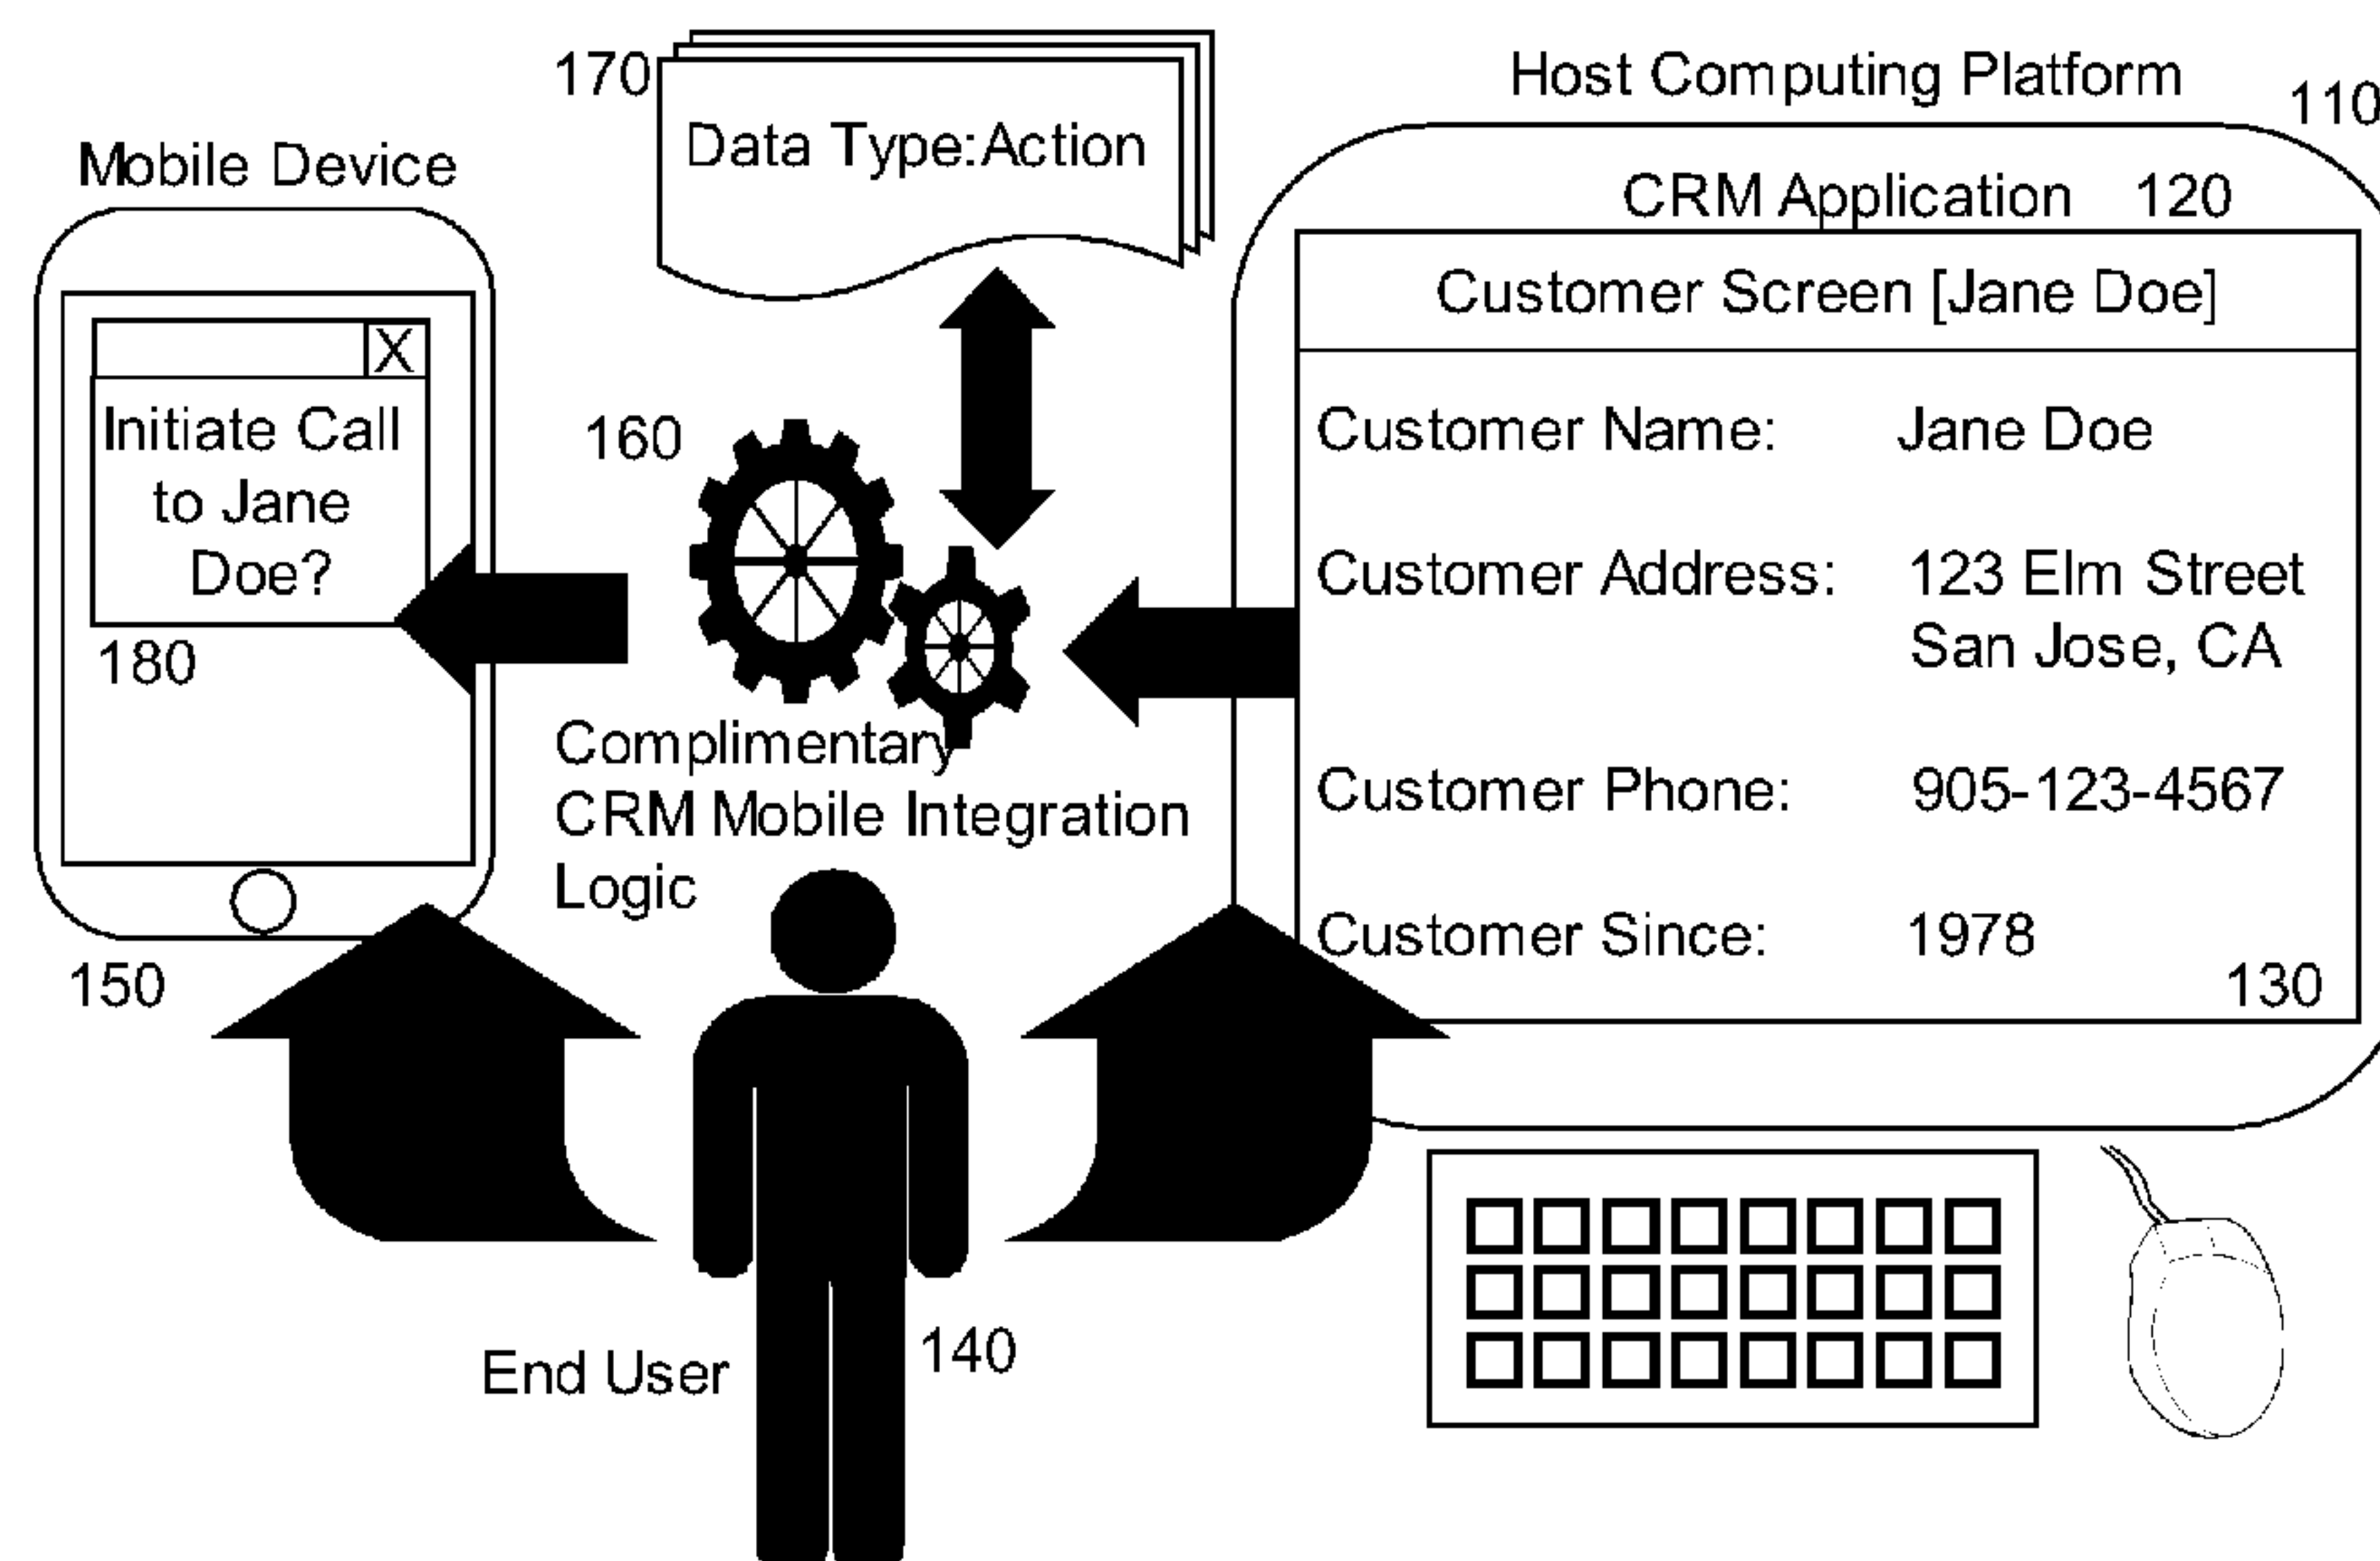 170
Data Type:Action
Host Computing Platform
110
Mobile Device
CRM Application 120
Customer Screen [Jane Doe]
X
Initiate Call
to Jane
Doe?
180
160
Complimentary
CRM Mobile Integration
Logic
Customer Name: Jane Doe
Customer Address: 123 Elm Street
San Jose, CA
Customer Phone: 905-123-4567
Customer Since: 1978
130
150
End User
140